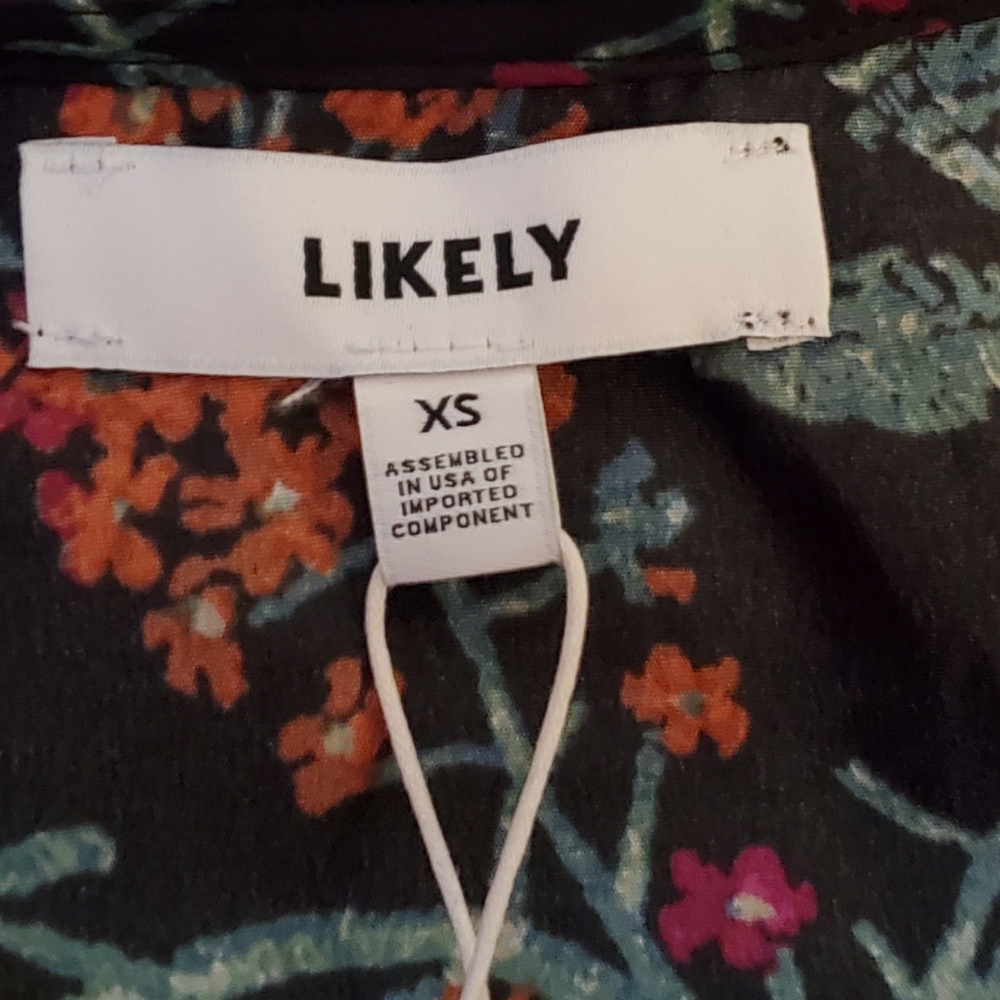 LIKELY
XS
ASSEMBLED
IN USA OF
IMPORTED
COMPONENT